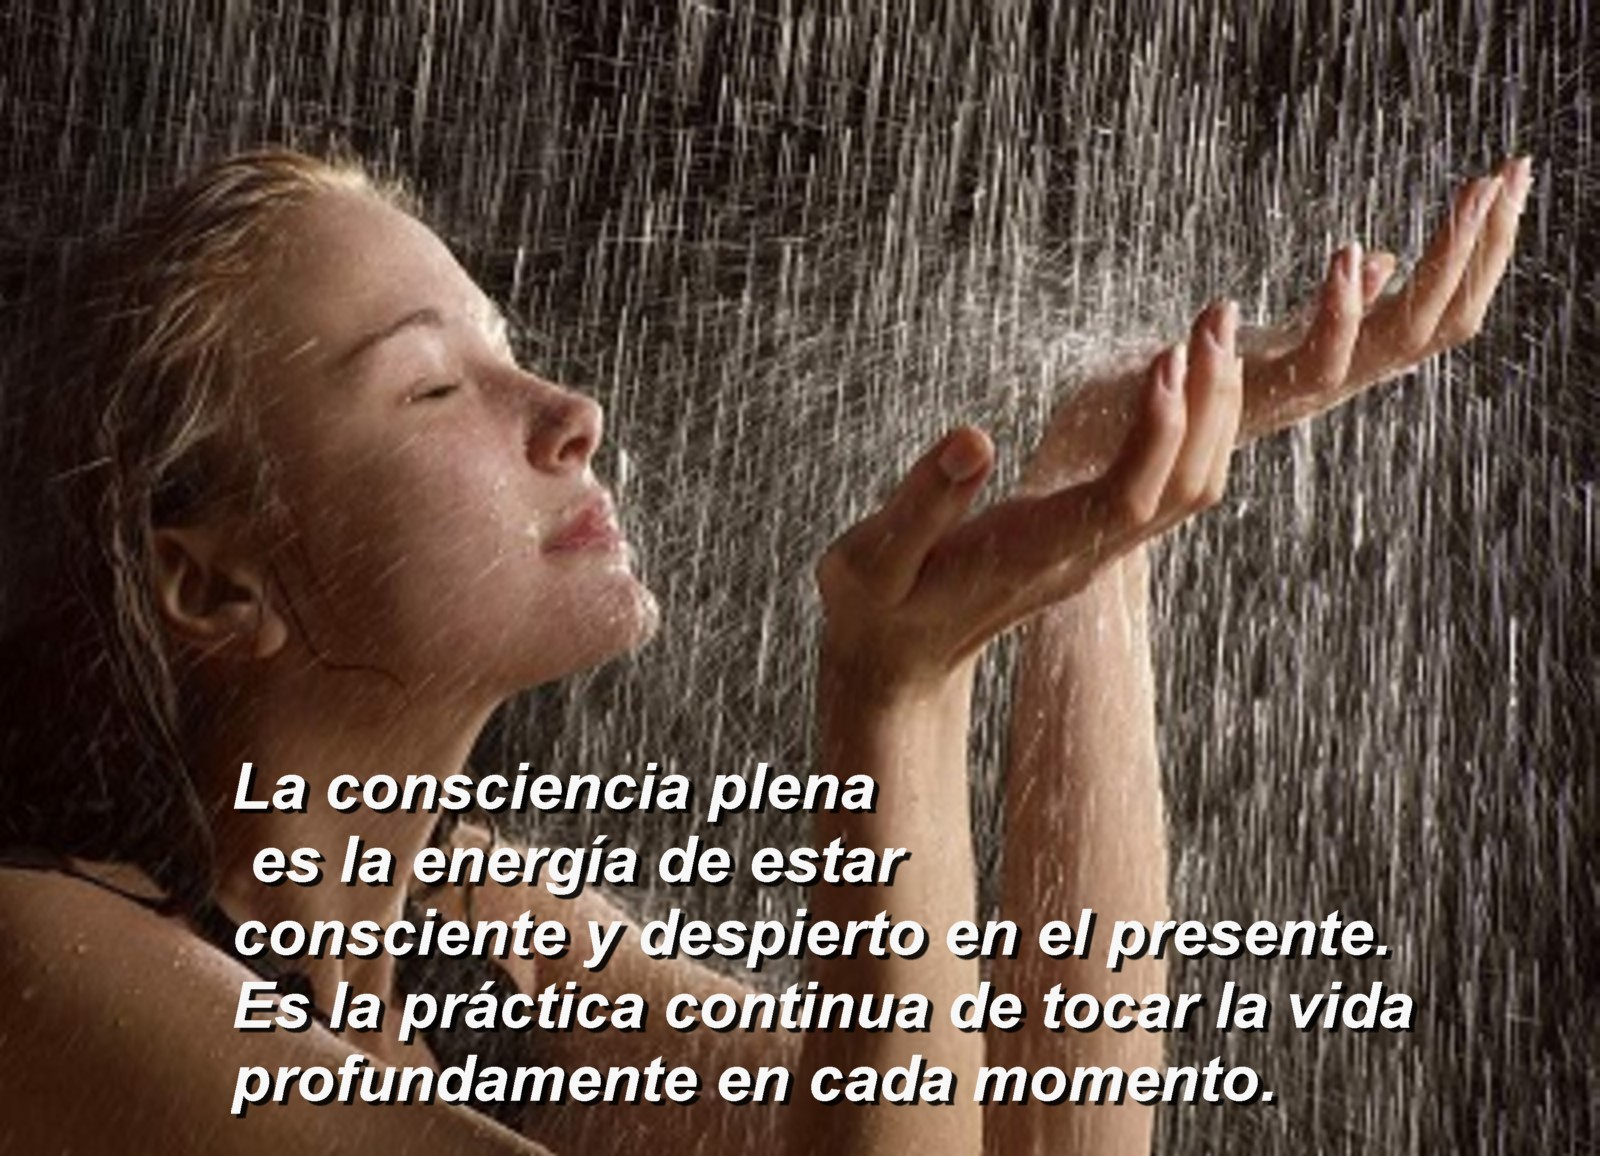 La consciencia plena
es la energía de estar
consciente y despierto en el presente.
Es la práctica continua de tocar la vida
profundamente en cada momento.